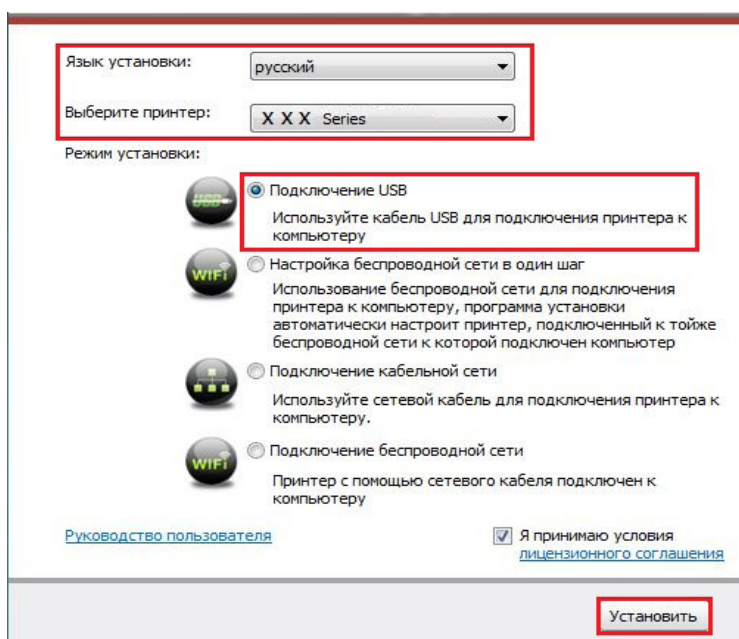 Язык установки: русский
Выберите принтер: X X X Series
Режим установки:
USB
Подключение USB
Используйте кабель USB для подключения принтера к
компьютеру
WiFi
Настройка беспроводной сети в один шаг
Использование беспроводной сети для подключения
принтера к компьютеру, программа установки
автоматически настроит принтер, подключенный к тойже
беспроводной сети к которой подключен компьютер
Подключение кабельной сети
Используйте сетевой кабель для подключения принтера к
компьютеру.
WiFi
Подключение беспроводной сети
Принтер с помощью сетевого кабеля подключен к
компьютеру
Руководство пользователя
Я принимаю условия
лицензионного соглашения
Установить